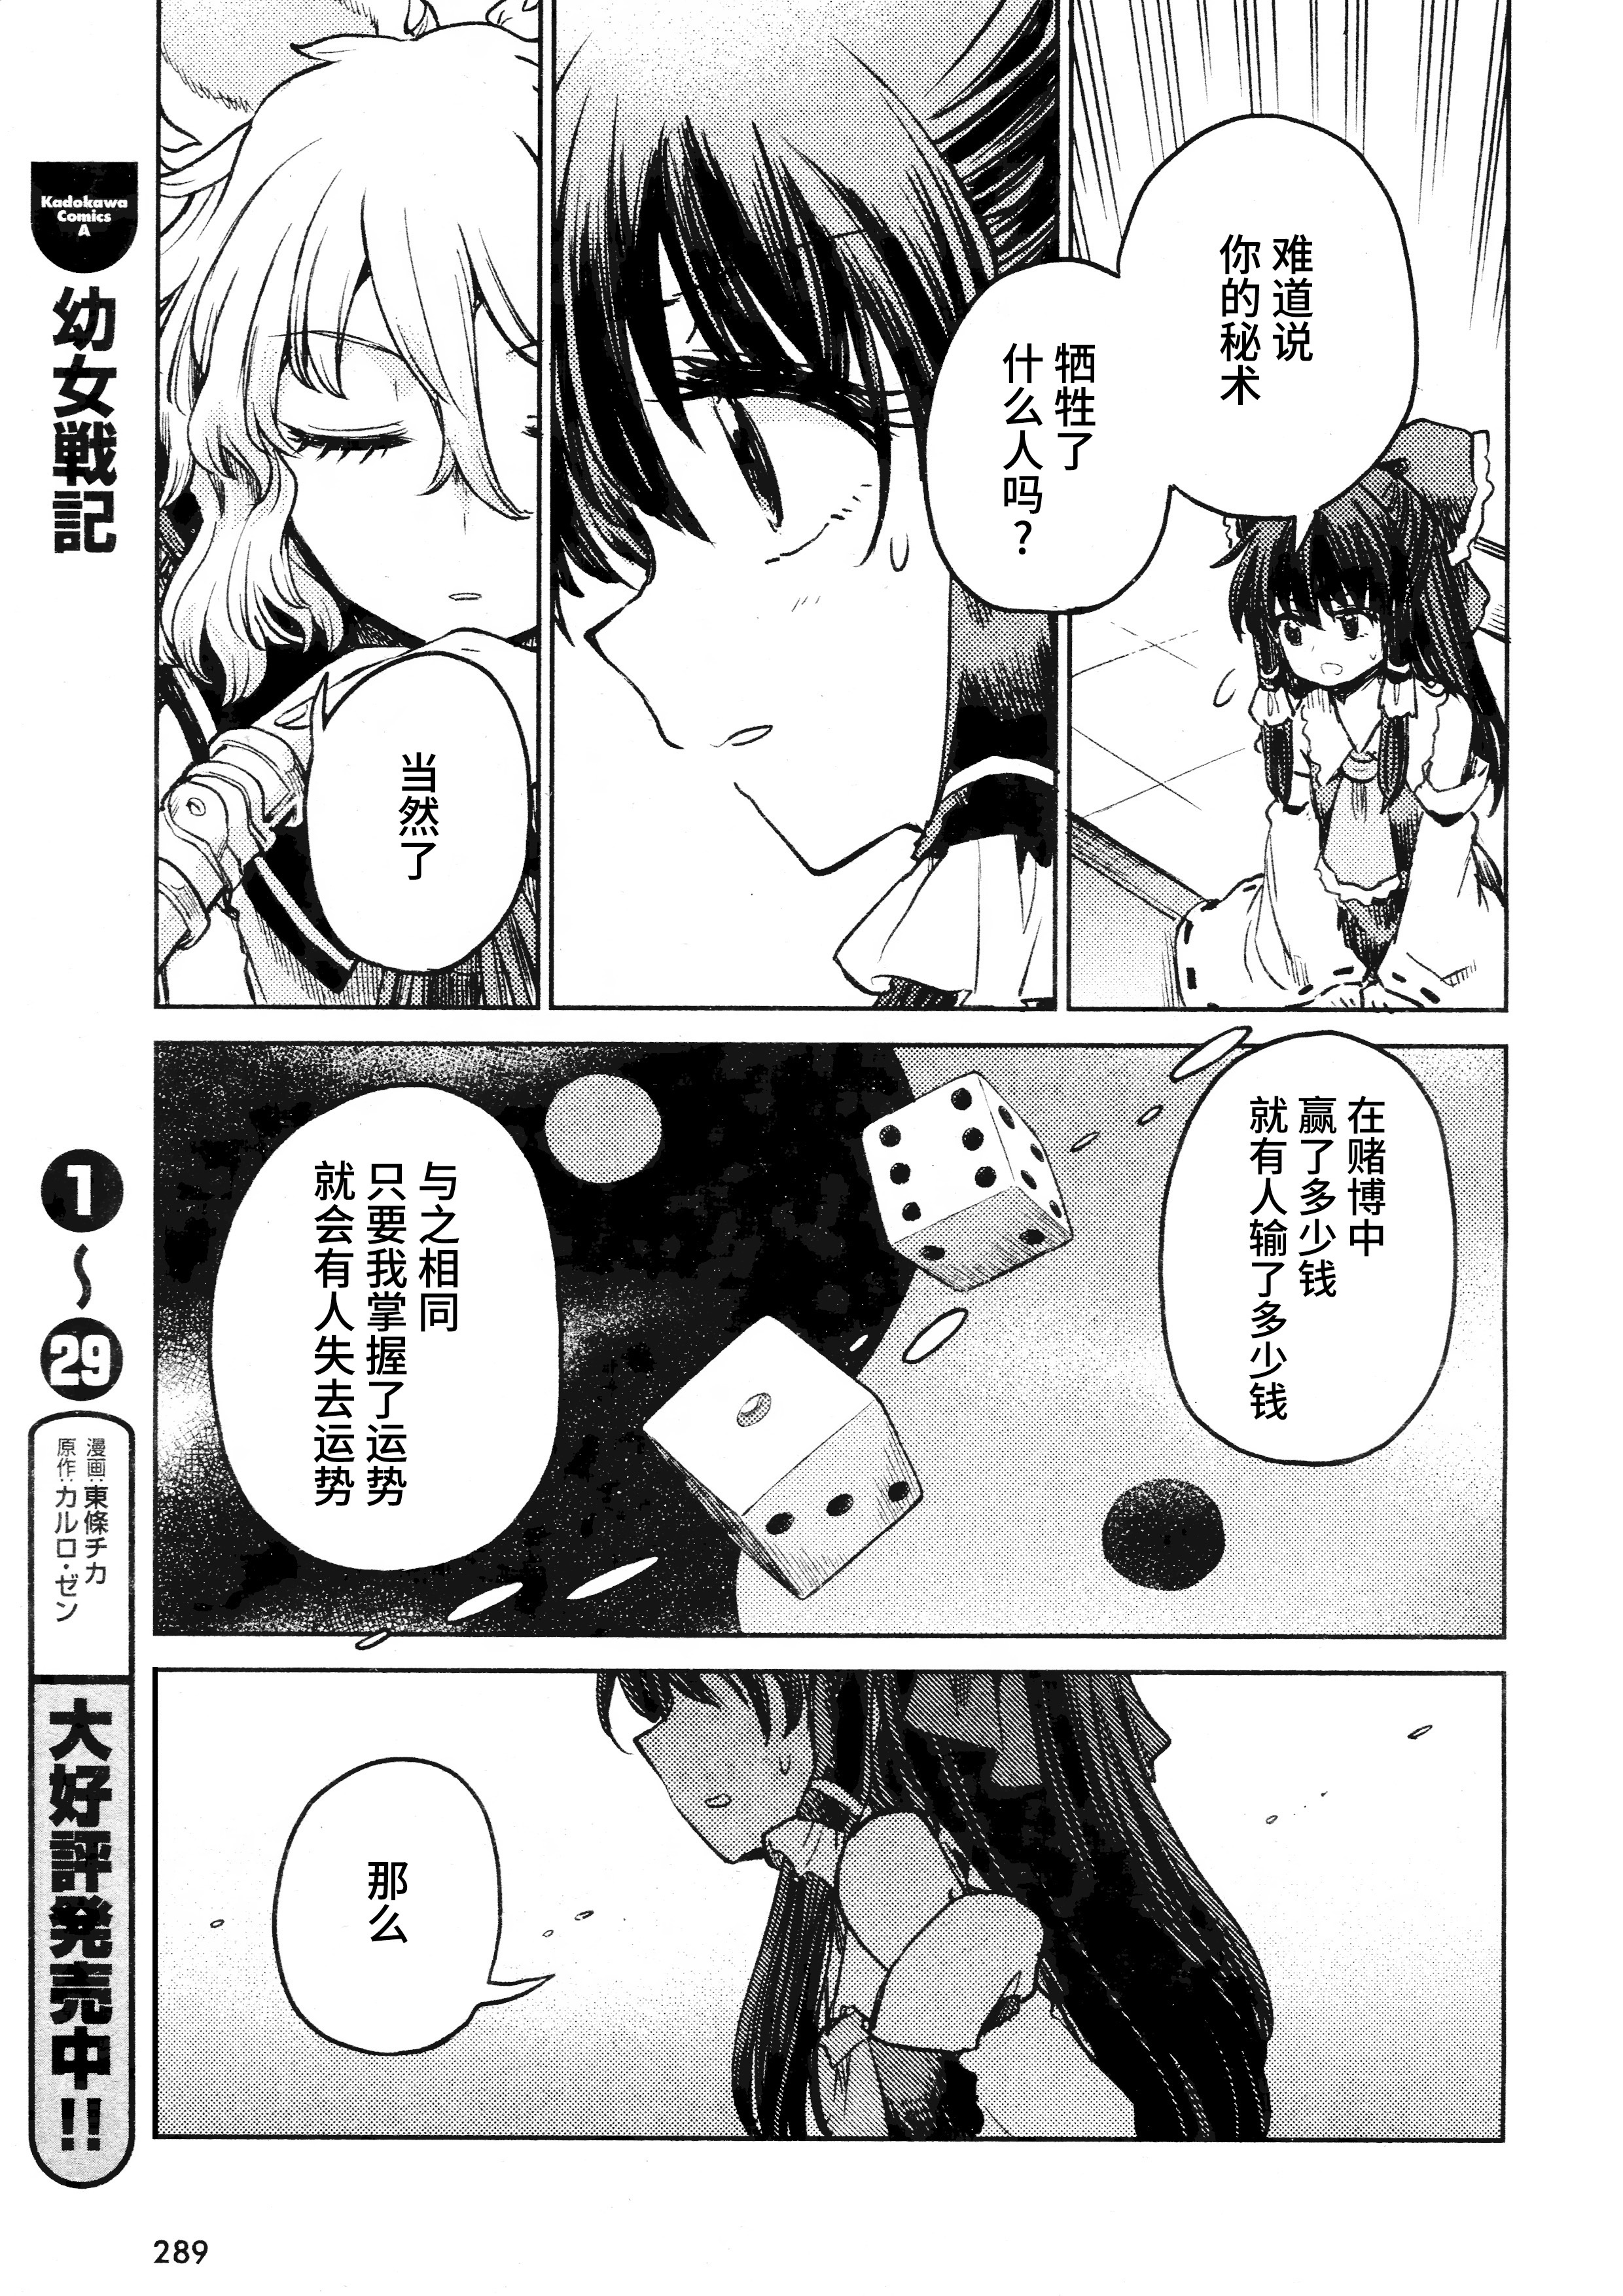 难道说
你的秘术
牺牲了
什么人吗?
当然了
在赌博中
赢了多少钱
就有人输了多少钱
与之相同
只要我掌握了运势
就会有人失去运势
那么
Kadokawa
Comics
A
幼女戦記
1～29
漫画:東條チカ
原作:カルロ・ゼン
大好評発売中!!
289